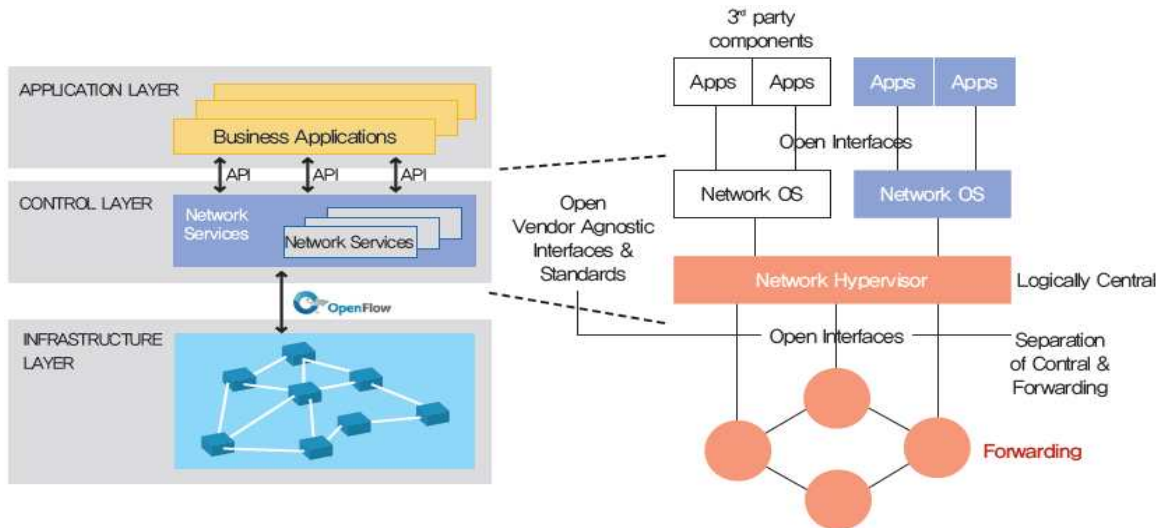 APPLICATION LAYER
Business Applications
API
API
API
CONTROL LAYER
Network
Services
Network Services
OpenFlow
INFRASTRUCTURE
LAYER
3rd party
components
Apps
Apps
Apps
Apps
Open Interfaces
Network OS
Network OS
Open
Vendor Agnostic
Interfaces &
Standards
Network Hypervisor
Logically Central
Open Interfaces
Separation
of Contral &
Forwarding
Forwarding